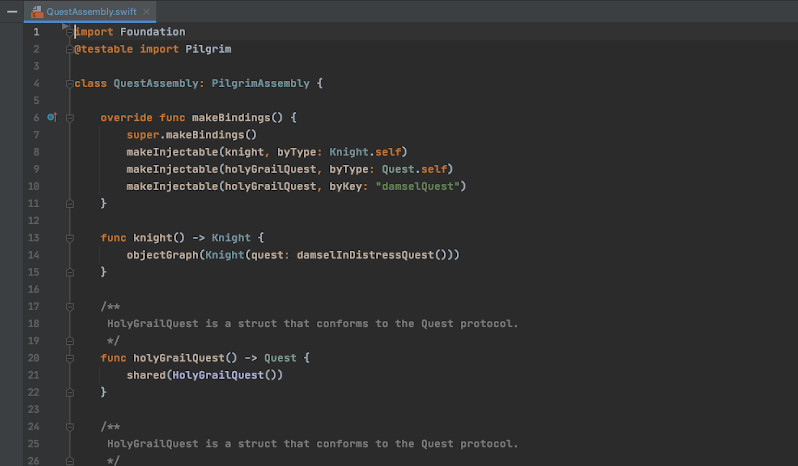 QuestAssembly.swift
1 import Foundation
2 @testable import Pilgrim
3
4 class QuestAssembly: PilgrimAssembly {
5
6 override func makeBindings() {
7 super.makeBindings()
8 makeInjectable(knight, byType: Knight.self)
9 makeInjectable(holyGrailQuest, byType: Quest.self)
10 makeInjectable(holyGrailQuest, byKey: "damselQuest")
11 }
12
13 func knight() -> Knight {
14 objectGraph(Knight(quest: damselInDistressQuest()))
15 }
16
17 /**
18 HolyGrailQuest is a struct that conforms to the Quest protocol.
19 */
20 func holyGrailQuest() -> Quest {
21 shared(HolyGrailQuest())
22 }
23
24 /**
25 HolyGrailQuest is a struct that conforms to the Quest protocol.
26 */